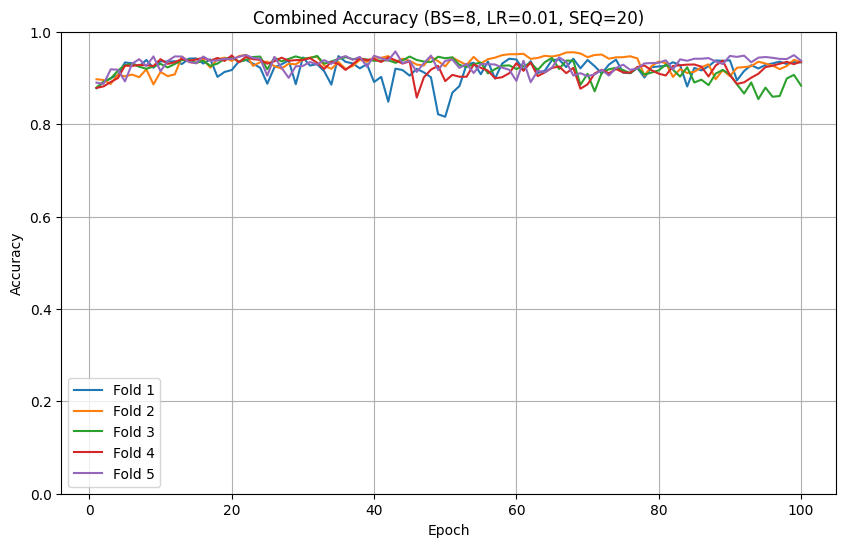 Combined Accuracy (BS=8, LR=0.01, SEQ=20)
1.0
0.8
0.6
0.4
0.2
0.0
Accuracy
Fold 1
Fold 2
Fold 3
Fold 4
Fold 5
0 20 40 60 80 100
Epoch